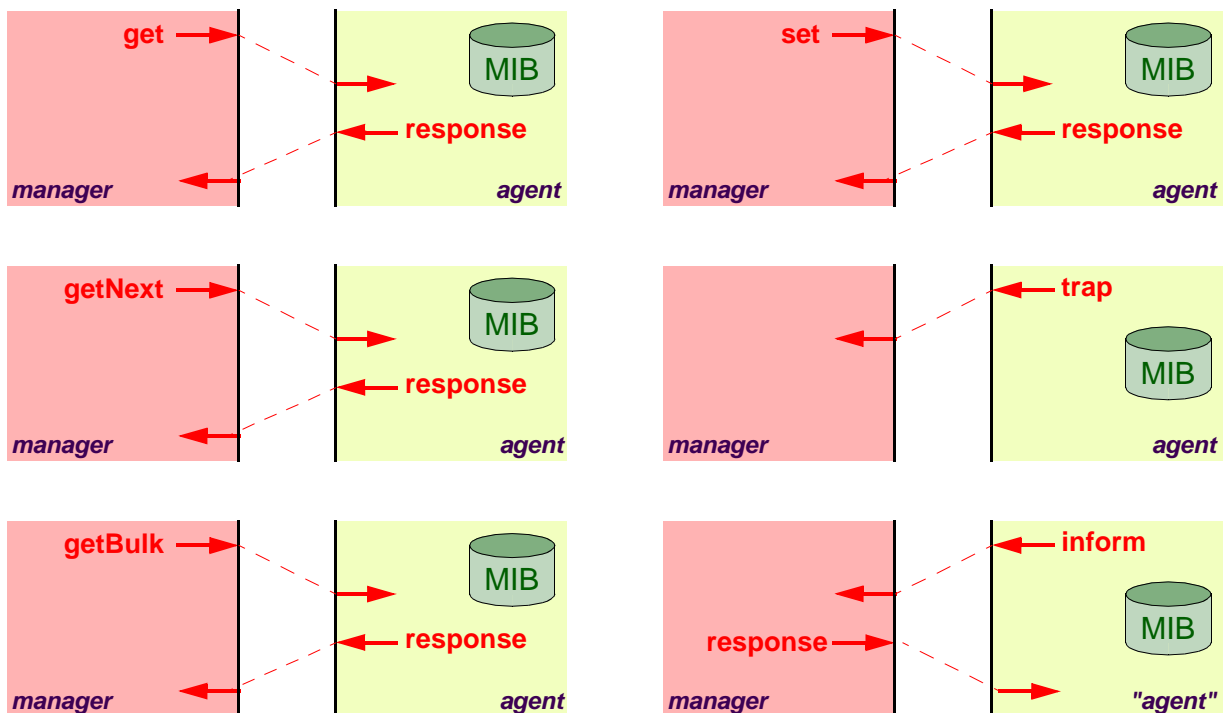 get
MIB
response
manager
agent
set
MIB
response
manager
agent
getNext
MIB
response
manager
agent
trap
MIB
manager
agent
getBulk
MIB
response
manager
agent
inform
MIB
response
manager
"agent"